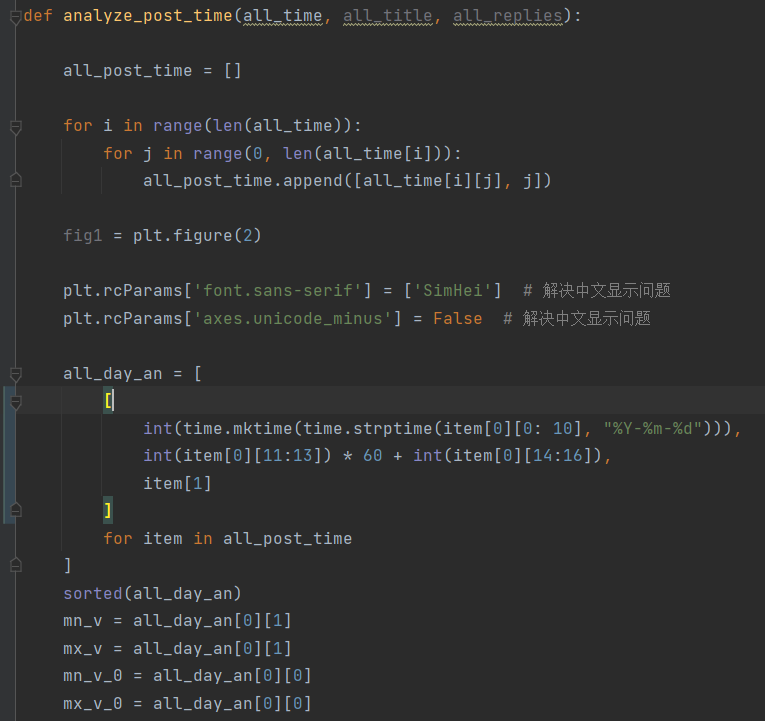 def analyze_post_time(all_time, all_title, all_replies):
all_post_time = []
for i in range(len(all_time)):
for j in range(0, len(all_time[i])):
all_post_time.append([all_time[i][j], j])
fig1 = plt.figure(2)
plt.rcParams['font.sans-serif'] = ['SimHei']  # 解决中文显示问题
plt.rcParams['axes.unicode_minus'] = False  # 解决中文显示问题
all_day_an = [
[
int(time.mktime(time.strptime(item[0][0: 10], "%Y-%m-%d"))),
int(item[0][11:13]) * 60 + int(item[0][14:16]),
item[1]
]
for item in all_post_time
]
sorted(all_day_an)
mn_v = all_day_an[0][1]
mx_v = all_day_an[0][1]
mn_v_0 = all_day_an[0][0]
mx_v_0 = all_day_an[0][0]